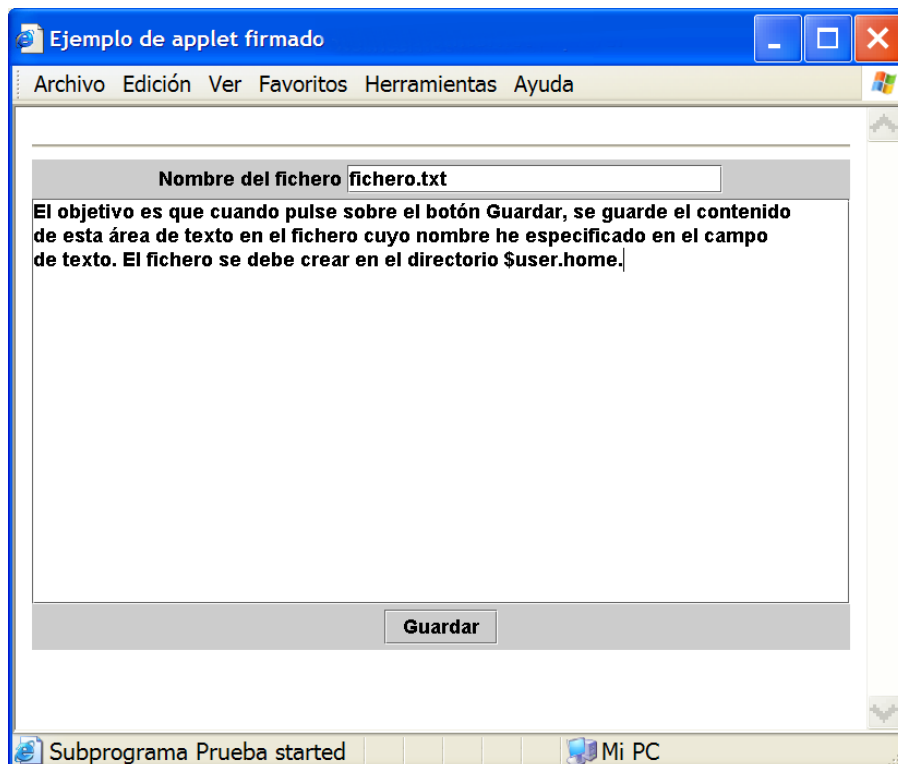 Ejemplo de applet firmado
Archivo Edición Ver Favoritos Herramientas Ayuda
Nombre del fichero fichero.txt
El objetivo es que cuando pulse sobre el botón Guardar, se guarde el contenido
de esta área de texto en el fichero cuyo nombre he especificado en el campo
de texto. El fichero se debe crear en el directorio $user.home.
Guardar
Subprograma Prueba started Mi PC